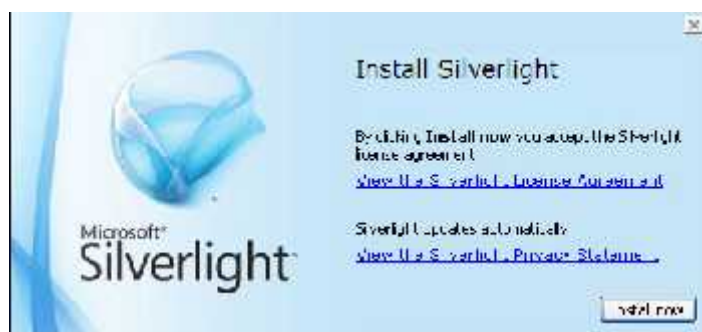 Install Silverlight
By clicking Install now you accept the Silverlight
license agreement
View the Silverlight License Agreement
Silverlight updates automatically
View the Silverlight Privacy Statement.
Microsoft®
Silverlight
Install now